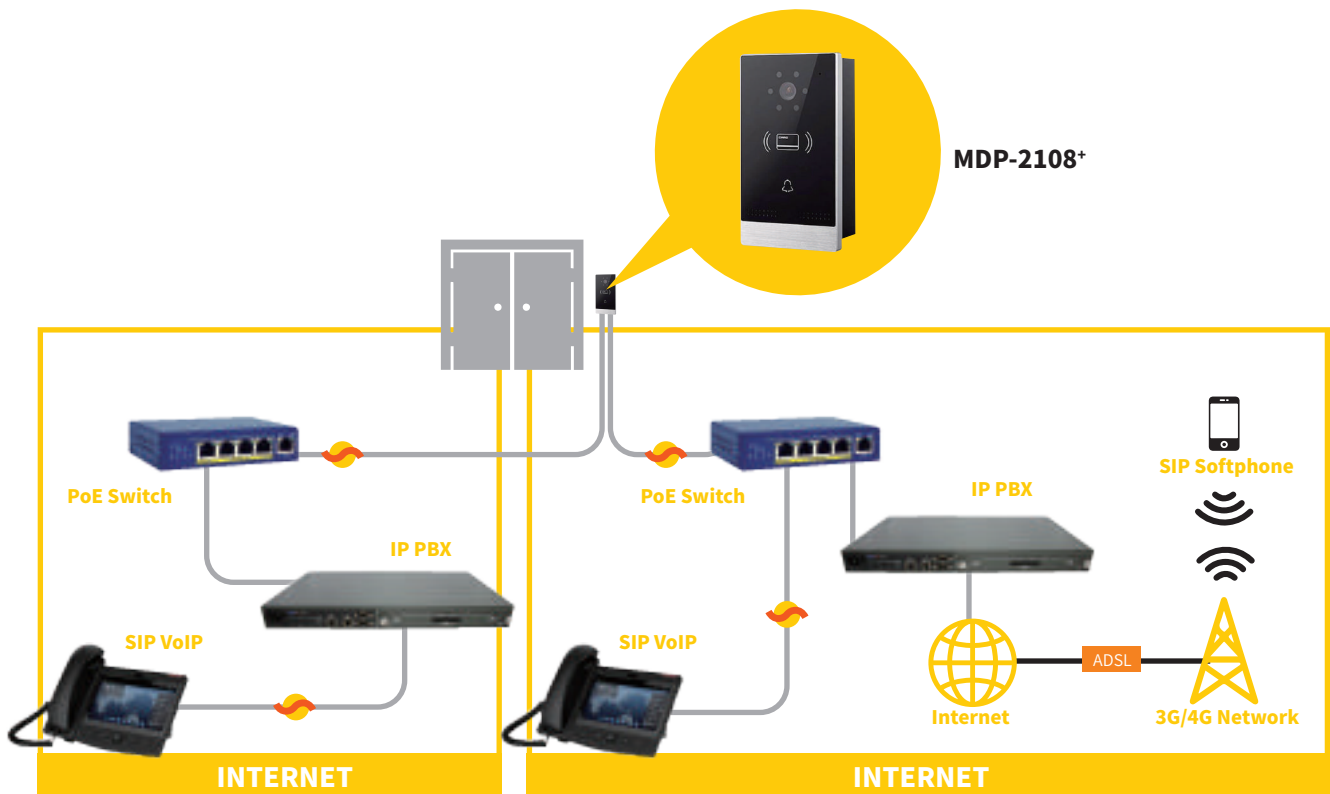 MDP-2108⁺
PoE Switch
IP PBX
SIP VoIP
INTERNET
PoE Switch
IP PBX
SIP Softphone
SIP VoIP
Internet
ADSL
3G/4G Network
INTERNET